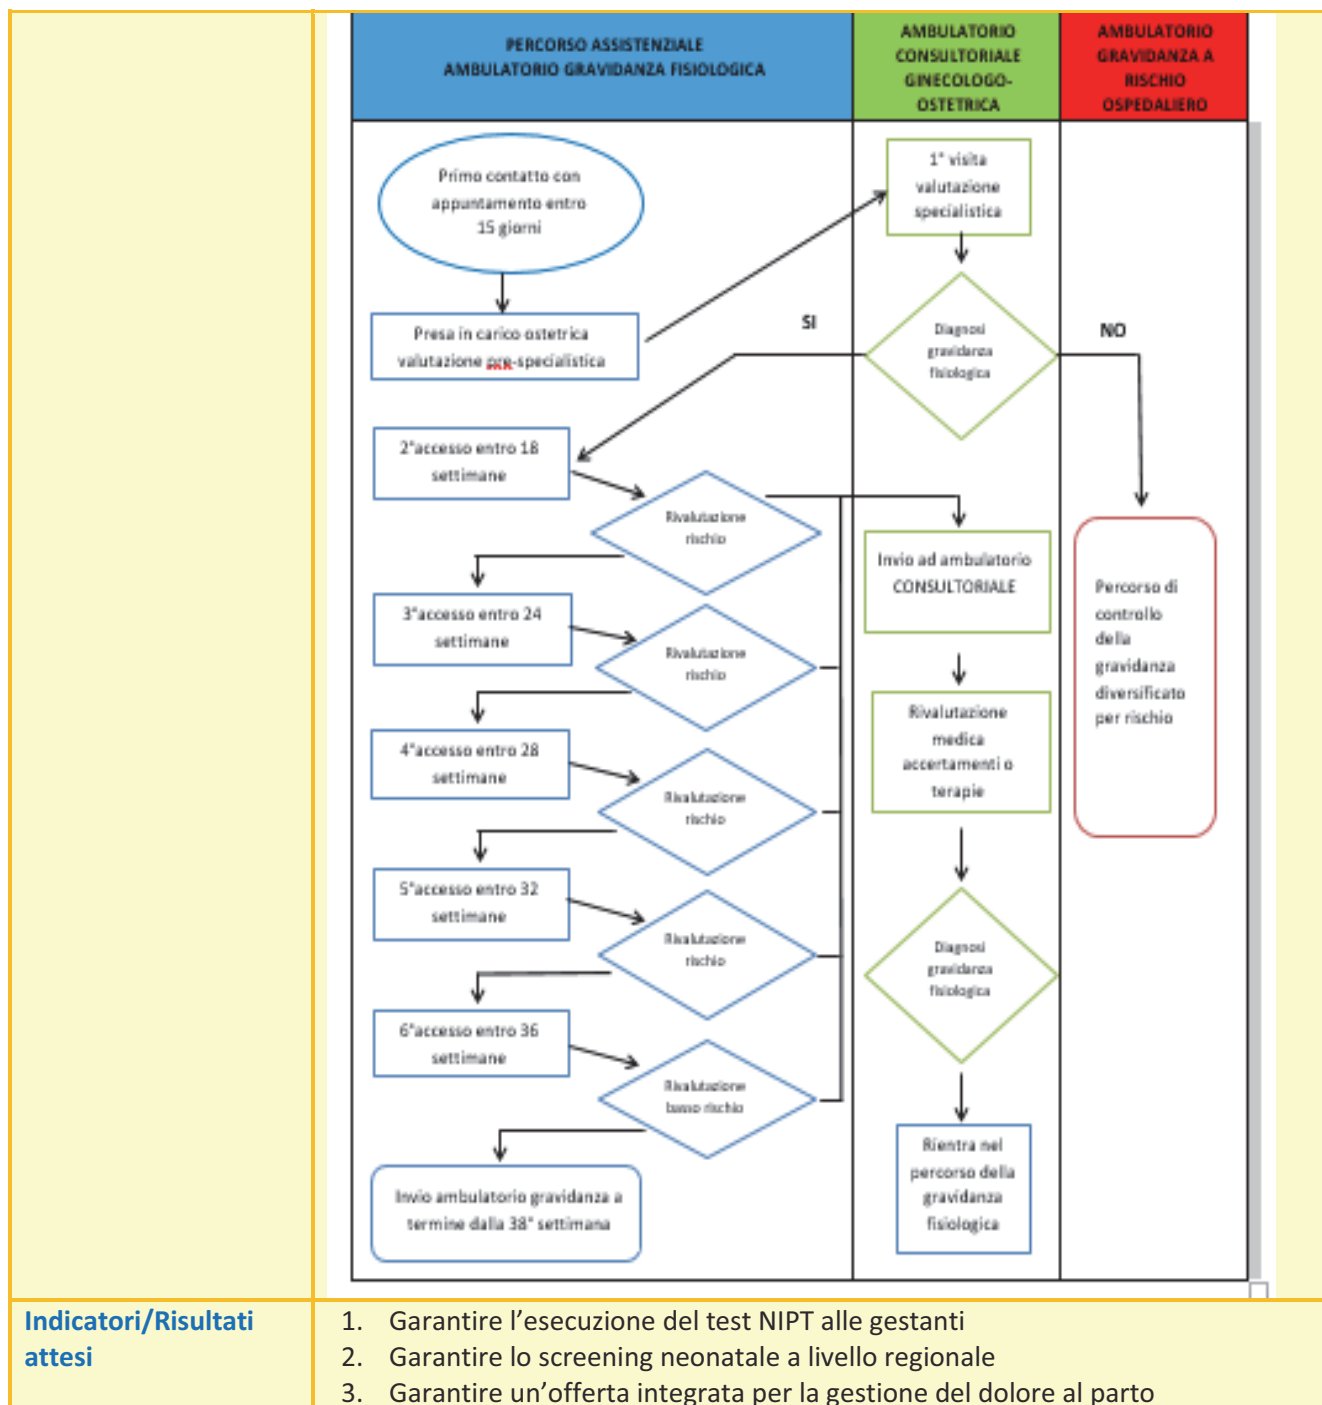 PERCORSO ASSISTENZIALE
AMBULATORIO GRAVIDANZA FISIOLOGICA
AMBULATORIO
CONSULTORIALE
GINECOLOGO-
OSTETRICA
AMBULATORIO
GRAVIDANZA A
RISCHIO
OSPEDALIERO
Primo contatto con
appuntamento entro
15 giorni
1° visita
valutazione
specialistica
Presa in carico ostetrica
valutazione pre-specialistica
SI
Diagnosi
gravidanza
fisiologica
NO
2°accesso entro 18
settimane
Rivalutazione
rischio
Invio ad ambulatorio
CONSULTORIALE
Percorso di
controllo
della
gravidanza
diversificato
per rischio
3°accesso entro 24
settimane
Rivalutazione
rischio
Rivalutazione
medica
accertamenti o
terapie
4°accesso entro 28
settimane
Rivalutazione
rischio
5°accesso entro 32
settimane
Rivalutazione
rischio
Diagnosi
gravidanza
fisiologica
6°accesso entro 36
settimane
Rivalutazione
basso rischio
Rientra nel
percorso della
gravidanza
fisiologica
Invio ambulatorio gravidanza a
termine dalla 38° settimana
Indicatori/Risultati
attesi
1. Garantire l’esecuzione del test NIPT alle gestanti
2. Garantire lo screening neonatale a livello regionale
3. Garantire un’offerta integrata per la gestione del dolore al parto